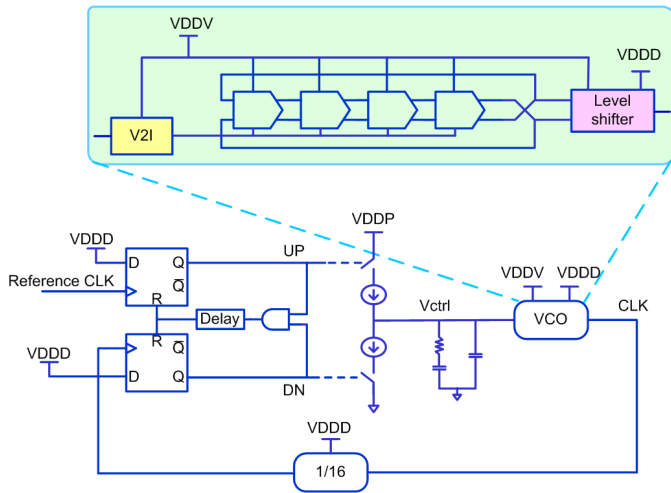 VDDV
VDDD
V2I
Level
shifter
VDDP
VDDD
UP
D
Q
Reference CLK
Q
R
Delay
Vctrl
VDDV
VDDD
CLK
VCO
R
Q
VDDD
D
Q
DN
VDDD
1/16